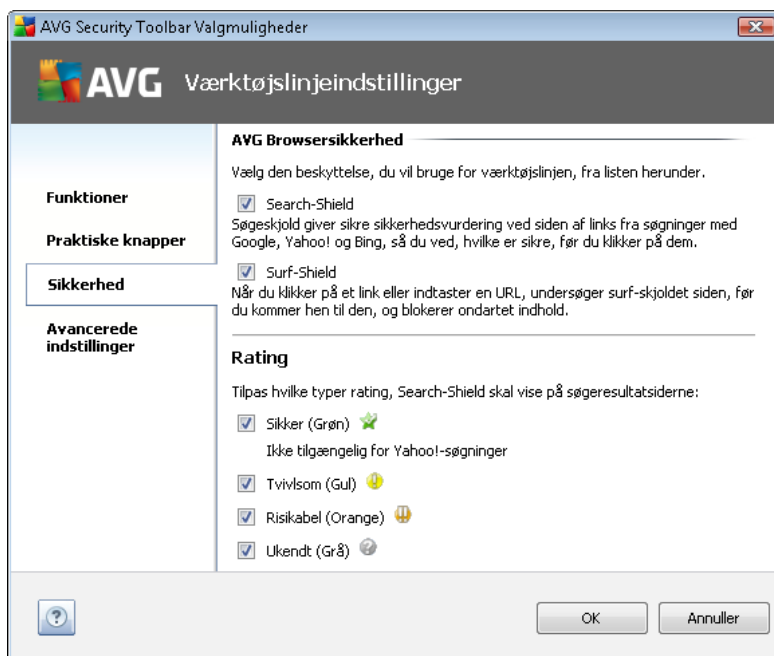 AVG Security Toolbar Valgmuligheder
AVG Værktøjslinjeindstillinger
Funktioner
Praktiske knapper
Sikkerhed
Avancerede
indstillinger
AVG Browsersikkerhed
Vælg den beskyttelse, du vil bruge for værktøjslinjen, fra listen herunder.
Search-Shield
Søgeskjold giver sikre sikkerhedsvurdering ved siden af links fra søgninger med
Google, Yahoo! og Bing, så du ved, hvilke er sikre, før du klikker på dem.
Surf-Shield
Når du klikker på et link eller indtaster en URL, undersøger surf-skjoldet siden, før
du kommer hen til den, og blokerer ondartet indhold.
Rating
Tilpas hvilke typer rating, Search-Shield skal vise på søgeresultatsiderne:
Sikker (Grøn)
Ikke tilgængelig for Yahoo!-søgninger
Tvivlsom (Gul)
Risikabel (Orange)
Ukendt (Grå)
OK
Annuller